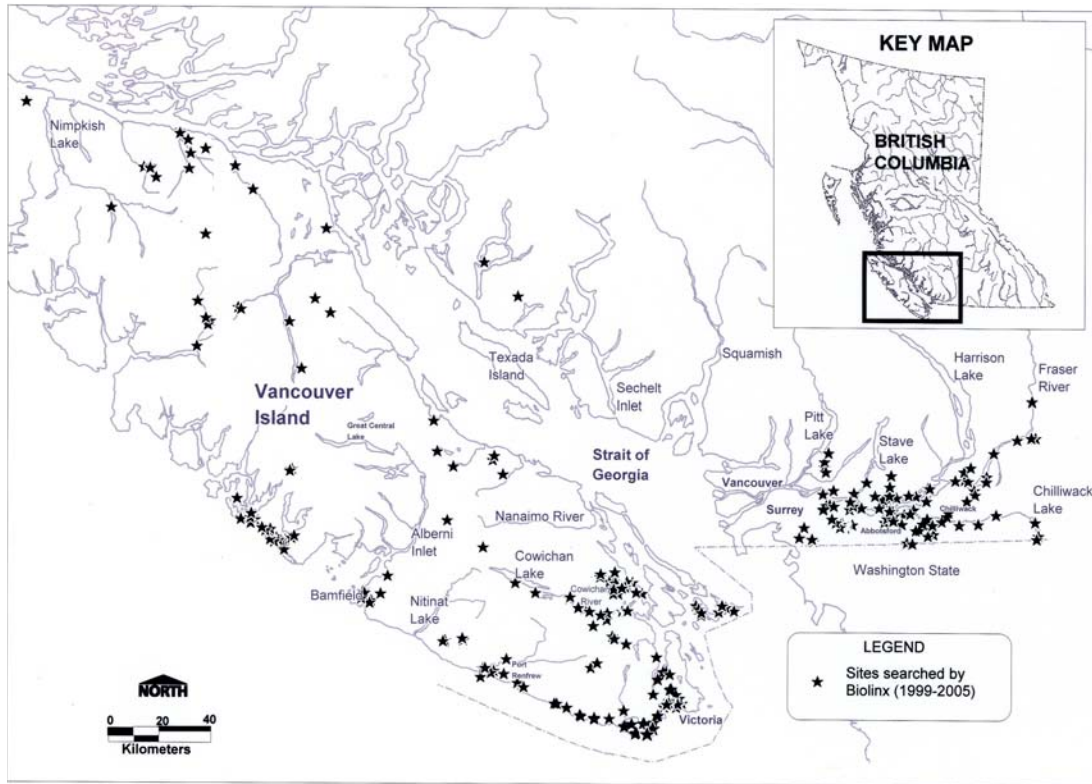 KEY MAP
BRITISH
COLUMBIA
Nimpkish
Lake
Vancouver
Island
Great Central
Lake
Texada
Island
Sechelt
Inlet
Squamish
Strait of
Georgia
Harrison
Lake
Fraser
River
Pitt
Lake
Stave
Lake
Vancouver
Surrey
Abbotsford
Chilliwack
Chilliwack
Lake
Washington State
Alberni
Inlet
Nanaimo River
Cowichan
Lake
Cowichan
River
Bamfield
Nitinat
Lake
Port
Renfrew
Victoria
LEGEND
Sites searched by
Biolinx (1999-2005)
NORTH
0 20 40
Kilometers